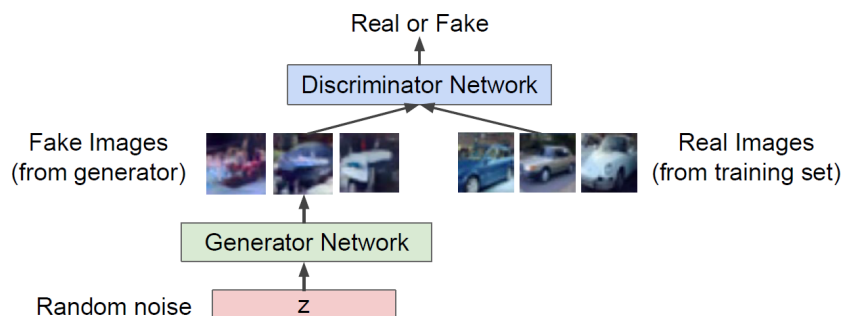 Real or Fake
Discriminator Network
Fake Images
(from generator)
Real Images
(from training set)
Generator Network
Random noise
z